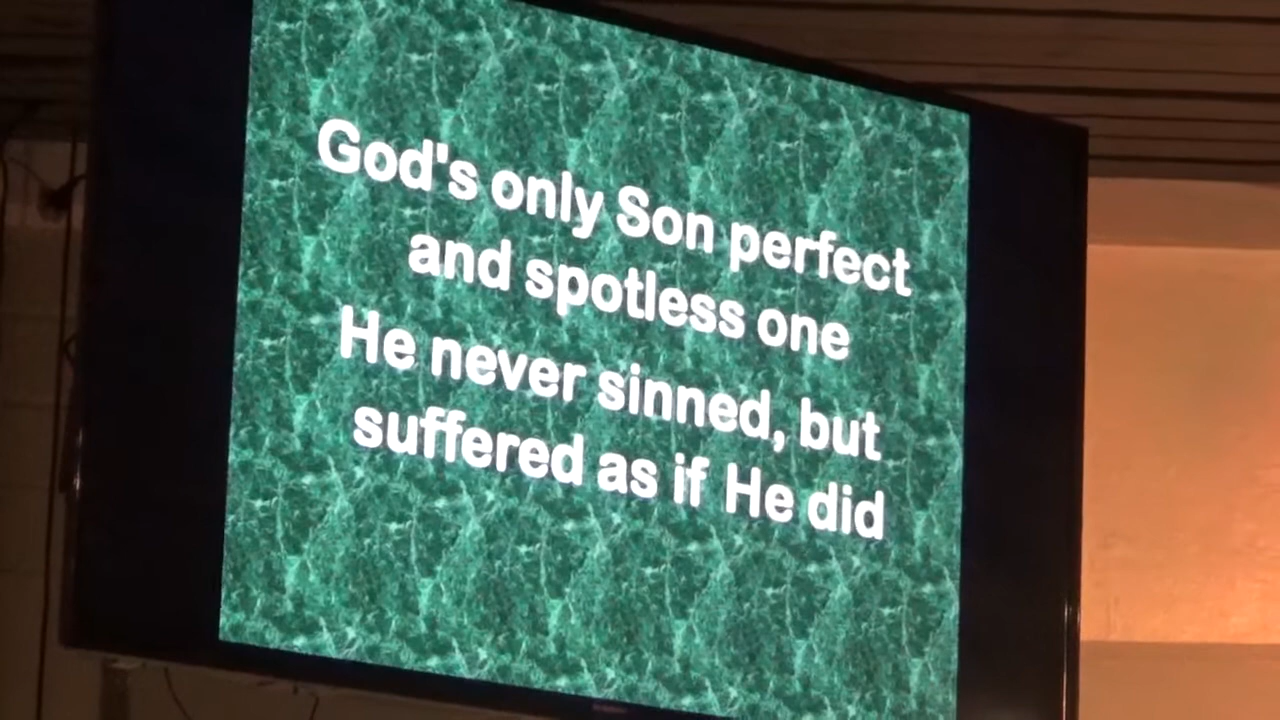 God's only Son perfect
and spotless one
He never sinned, but
suffered as if He did